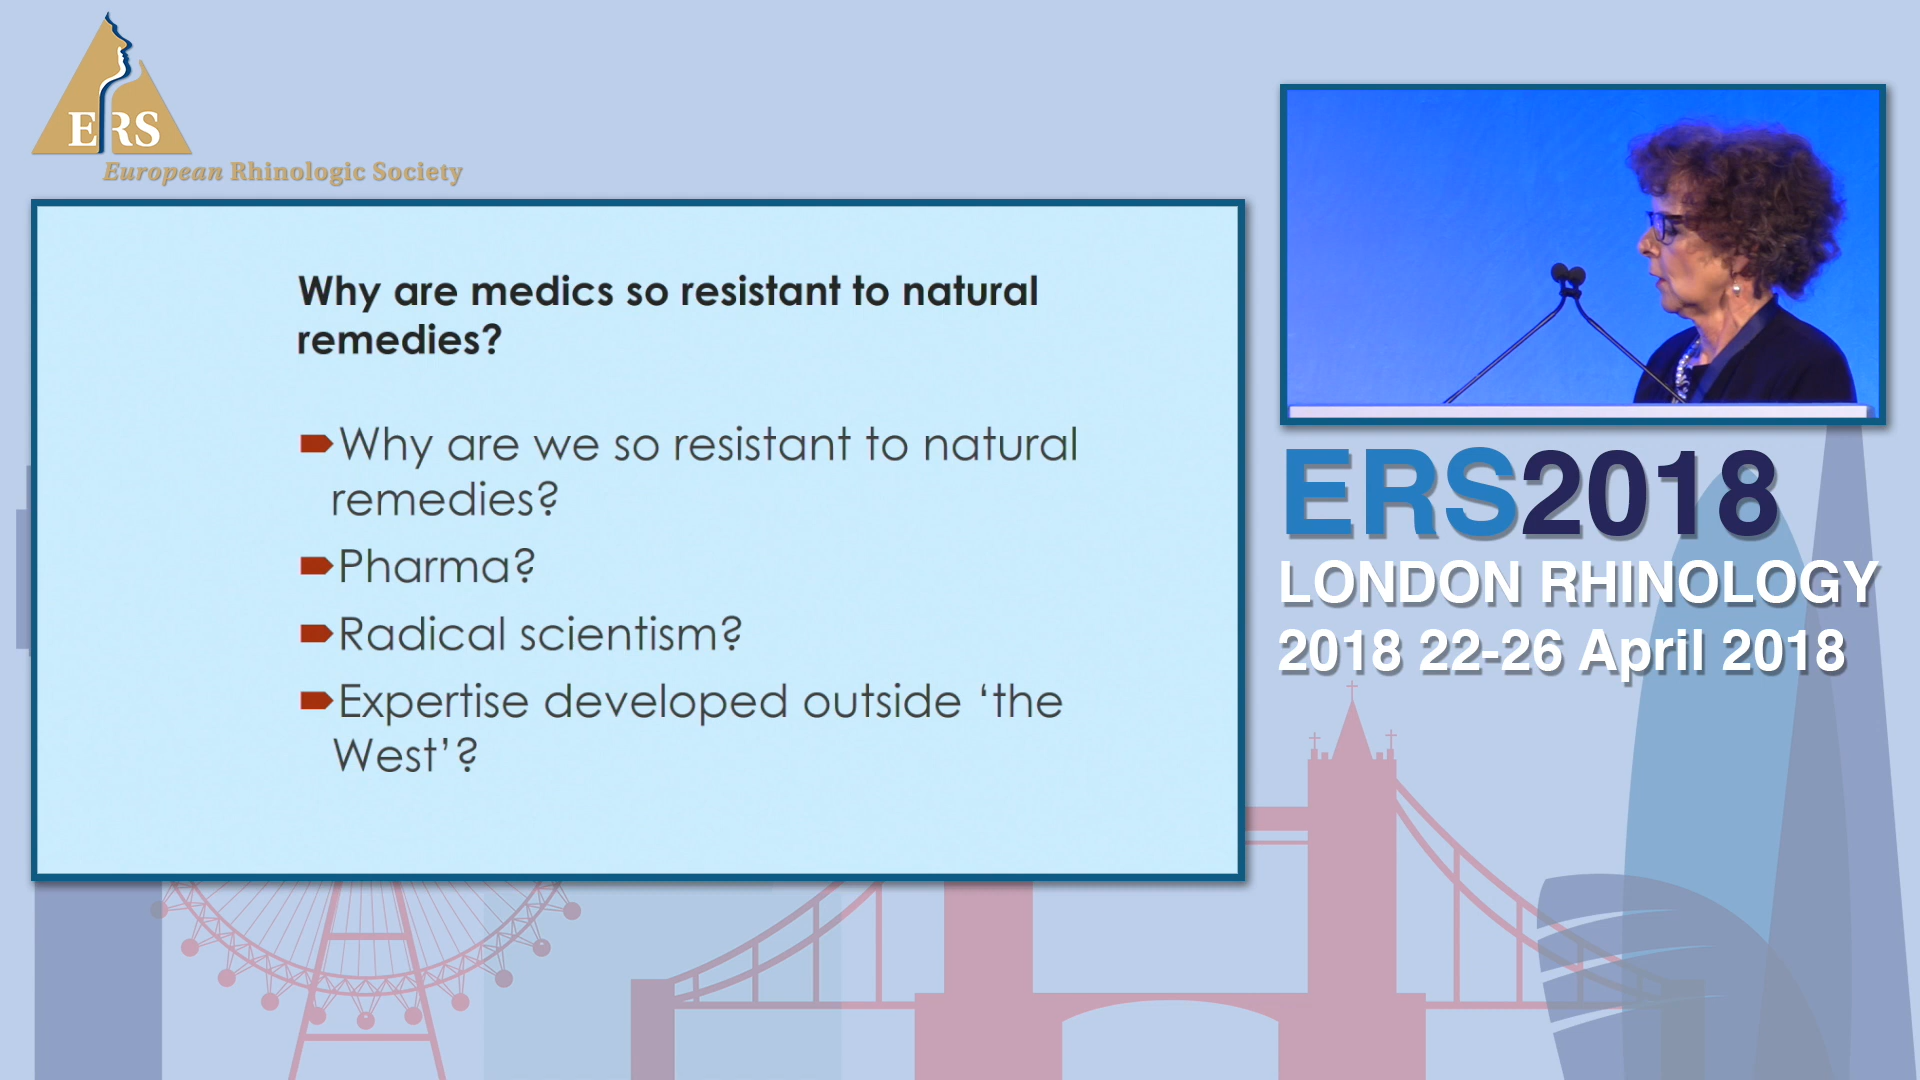 ERS
European Rhinologic Society
Why are medics so resistant to natural
remedies?
Why are we so resistant to natural
remedies?
Pharma?
Radical scientism?
Expertise developed outside ‘the
West’?
ERS2018
LONDON RHINOLOGY
2018 22-26 April 2018